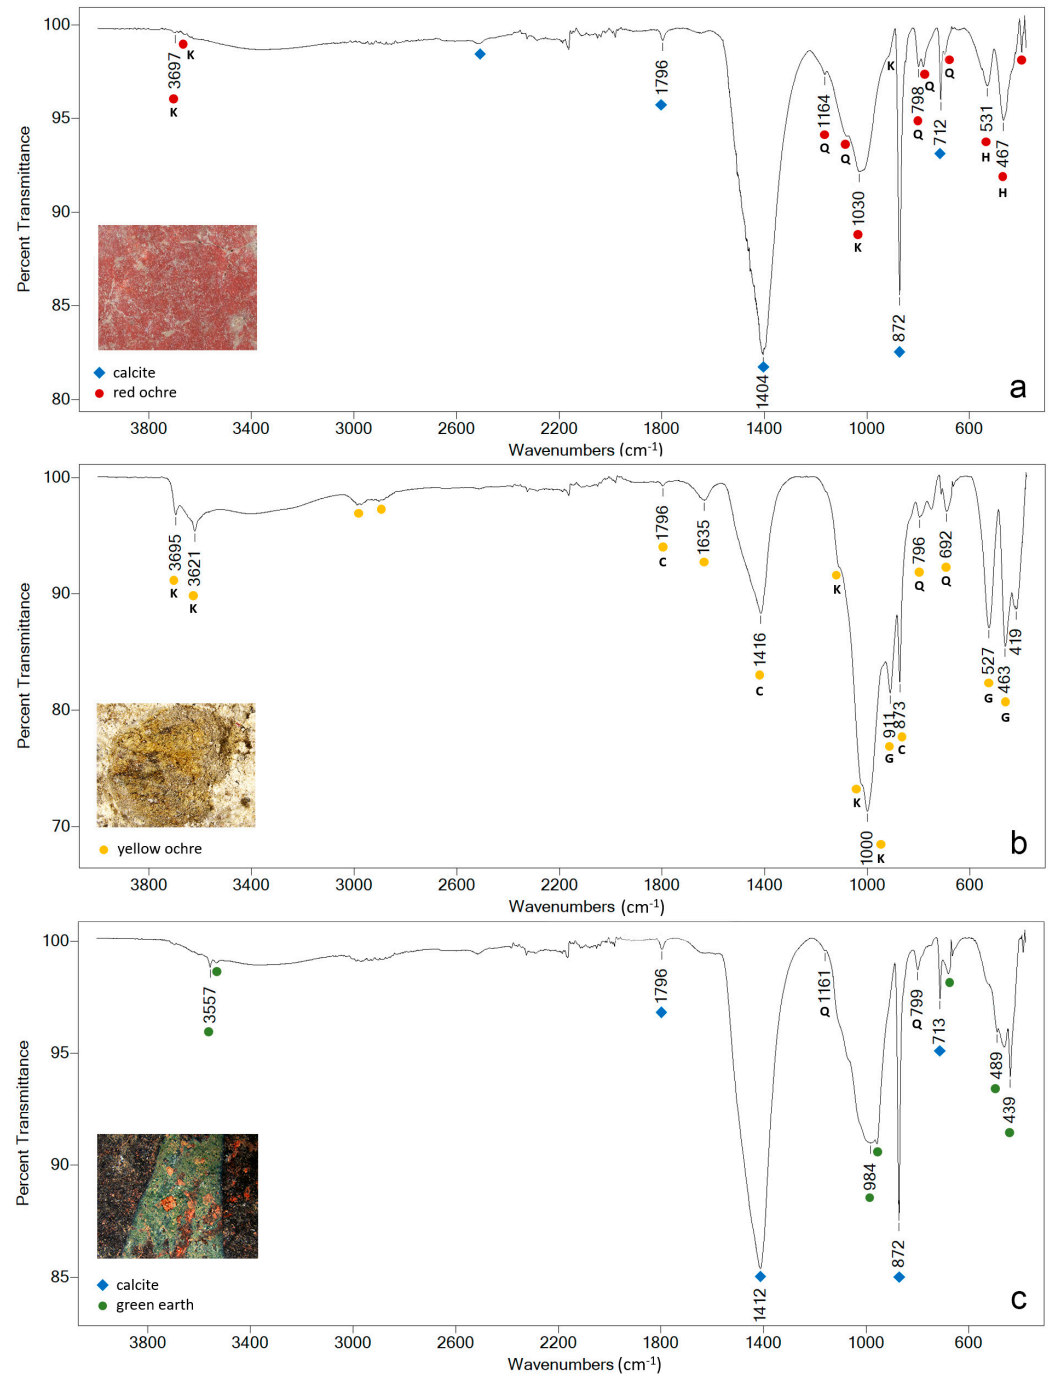 100
95
90
85
80
Percent Transmittance
3697
K
K
1796
1404
1164
Q
Q
1030
K
K
872
798
Q
Q
712
Q
531
H
467
H
calcite
red ochre
a
3800 3400 3000 2600 2200 1800 1400 1000 600
Wavenumbers (cm-1)
100
90
80
70
Percent Transmittance
3695
K
3621
K
1796
C
1635
1416
C
K
K
1000
K
911
G
873
C
796
Q
692
Q
527
G
463
G
419
yellow ochre
b
3800 3400 3000 2600 2200 1800 1400 1000 600
Wavenumbers (cm-1)
100
95
90
85
Percent Transmittance
3557
1796
1412
Q 1161
984
872
Q 799
713
489
439
calcite
green earth
c
3800 3400 3000 2600 2200 1800 1400 1000 600
Wavenumbers (cm-1)